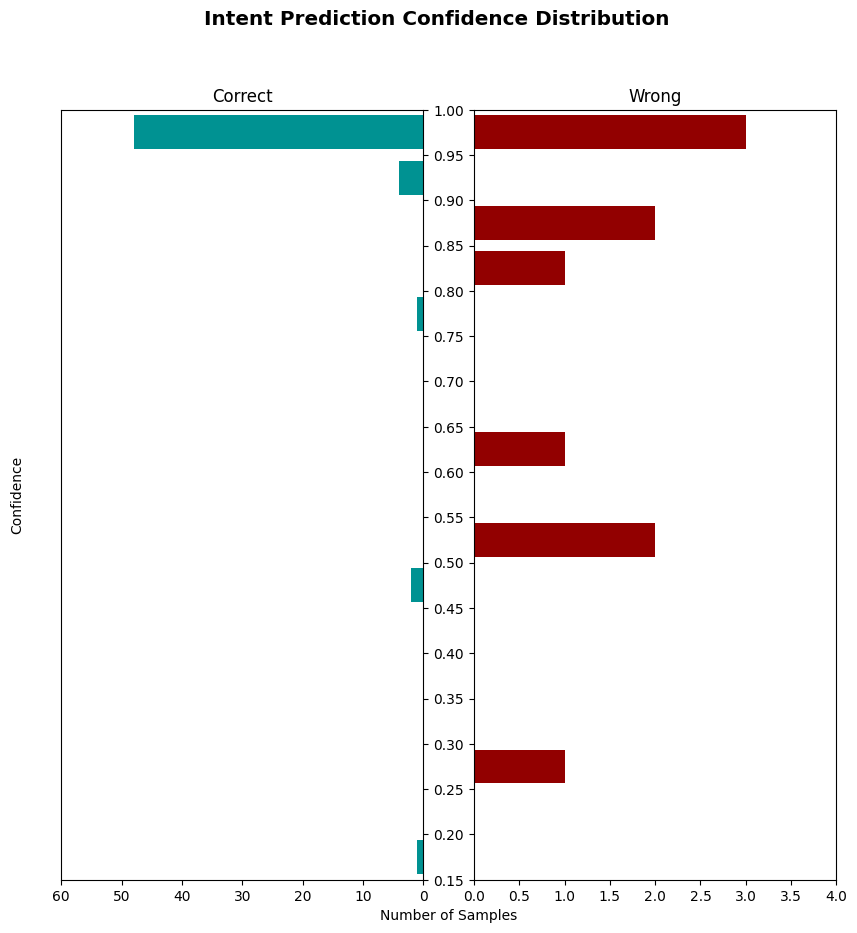 Intent Prediction Confidence Distribution
Correct
Wrong
1.00
0.95
0.90
0.85
0.80
0.75
0.70
0.65
0.60
0.55
0.50
0.45
0.40
0.35
0.30
0.25
0.20
0.15
Confidence
60 50 40 30 20 10 0
0.0 0.5 1.0 1.5 2.0 2.5 3.0 3.5 4.0
Number of Samples